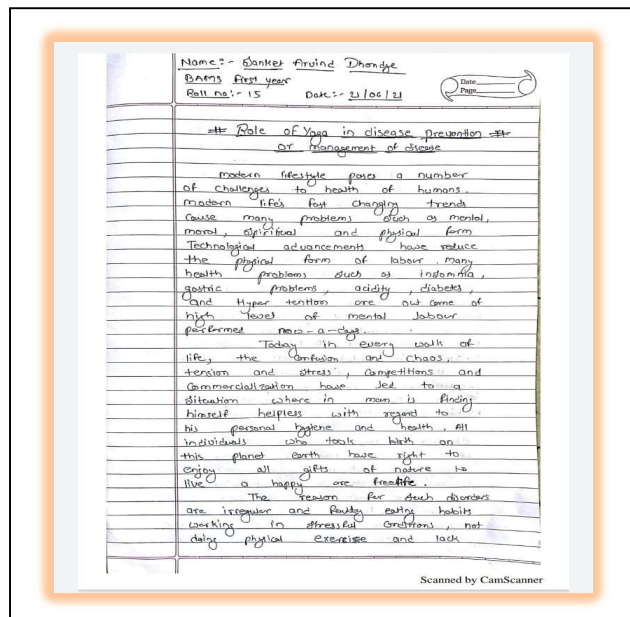 Name:- Sanket Arvind Dhondge
BAMS First year
Roll no:- 15 Date:- 21/06/21
Date
Page
# Role of Yoga in disease prevention #
or management of disease
modern lifestyle poses a number
of challenges to health of humans.
modern life's fast changing trends
cause many problems such as mental,
moral, spiritual and physical form
Technological advancements have reduce
the physical form of labour. many
health problems such as insomnia,
gastric problems, acidity, diabetes,
and Hyper tention are out come of
high level of mental labour
performed now-a-days.
Today in every walk of
life, the confusion and chaos,
tension and stress, competitions and
commercialization have led to a
situation where in man is finding
himself helpless with regard to
his personal hygiene and health. All
individuals who took birth on
this planet earth have right to
enjoy all gifts of nature to
live a happy are free life.
The reason for such disorders
are irregular and faulty eating habits
working in stressful conditions, not
doing physical exercise and lack
Scanned by CamScanner